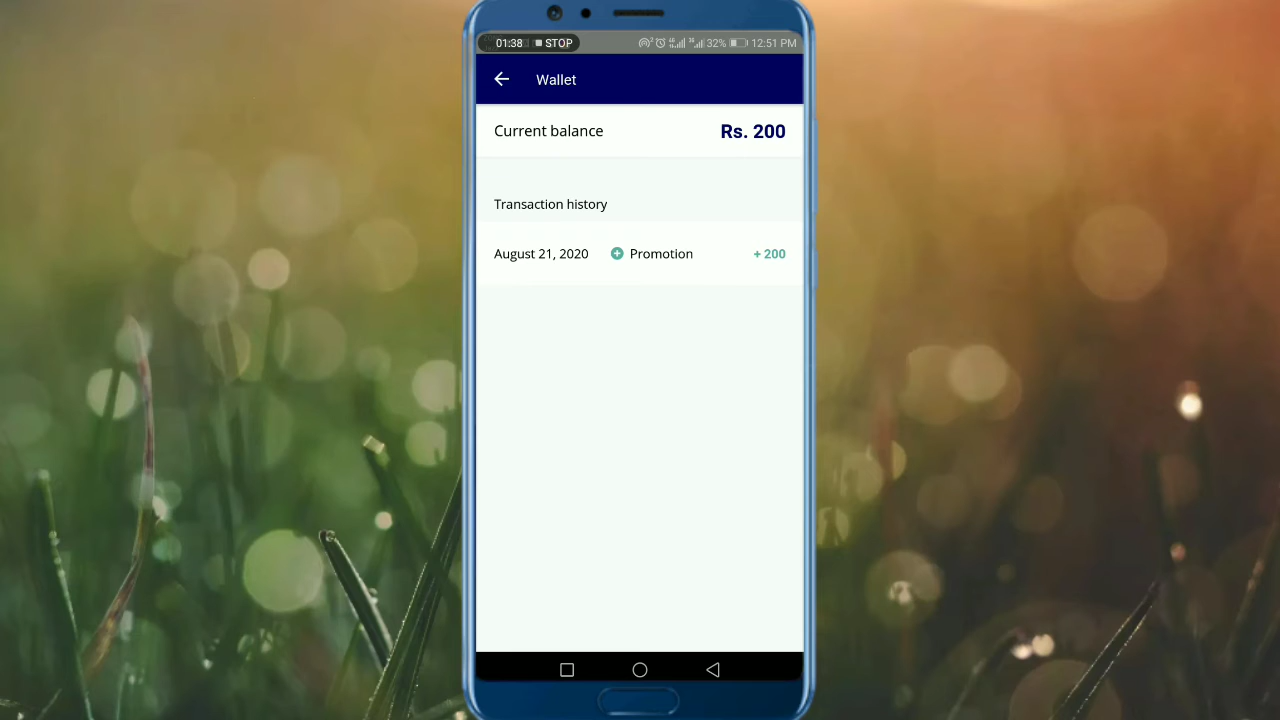 01:38 STOP 32% 12:51 PM
Wallet
Current balance Rs. 200
Transaction history
August 21, 2020 Promotion + 200